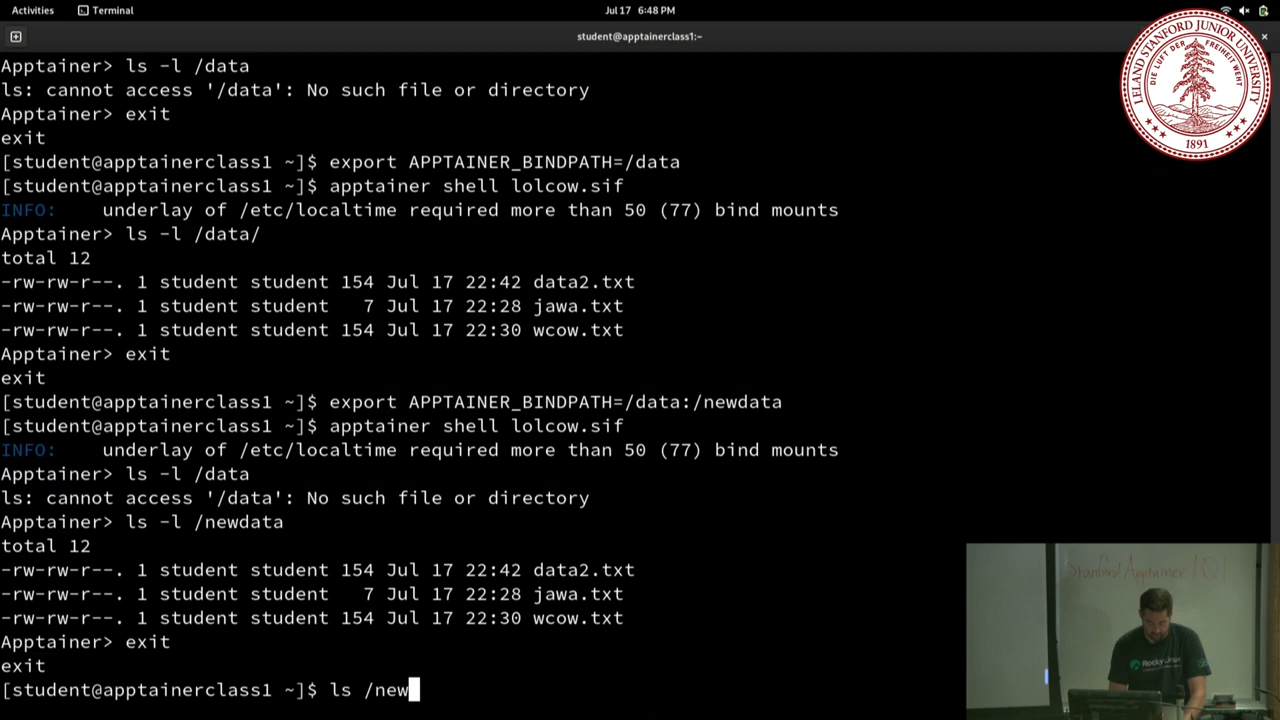 Activities
Terminal
Jul 17 6:48 PM
student@apptainerclass1:~
Apptainer> ls -l /data
ls: cannot access '/data': No such file or directory
Apptainer> exit
exit
[student@apptainerclass1 ~]$ export APPTAINER_BINDPATH=/data
[student@apptainerclass1 ~]$ apptainer shell lolcow.sif
INFO:    underlay of /etc/localtime required more than 50 (77) bind mounts
Apptainer> ls -l /data/
total 12
-rw-rw-r--. 1 student student 154 Jul 17 22:42 data2.txt
-rw-rw-r--. 1 student student   7 Jul 17 22:28 jawa.txt
-rw-rw-r--. 1 student student 154 Jul 17 22:30 wcow.txt
Apptainer> exit
exit
[student@apptainerclass1 ~]$ export APPTAINER_BINDPATH=/data:/newdata
[student@apptainerclass1 ~]$ apptainer shell lolcow.sif
INFO:    underlay of /etc/localtime required more than 50 (77) bind mounts
Apptainer> ls -l /data
ls: cannot access '/data': No such file or directory
Apptainer> ls -l /newdata
total 12
-rw-rw-r--. 1 student student 154 Jul 17 22:42 data2.txt
-rw-rw-r--. 1 student student   7 Jul 17 22:28 jawa.txt
-rw-rw-r--. 1 student student 154 Jul 17 22:30 wcow.txt
Apptainer> exit
exit
[student@apptainerclass1 ~]$ ls /new
LELAND STANFORD JUNIOR UNIVERSITY
DIE LUFT DER FREIHEIT WEHT
1891
Stanford Apptainer 101
Rocky Linux